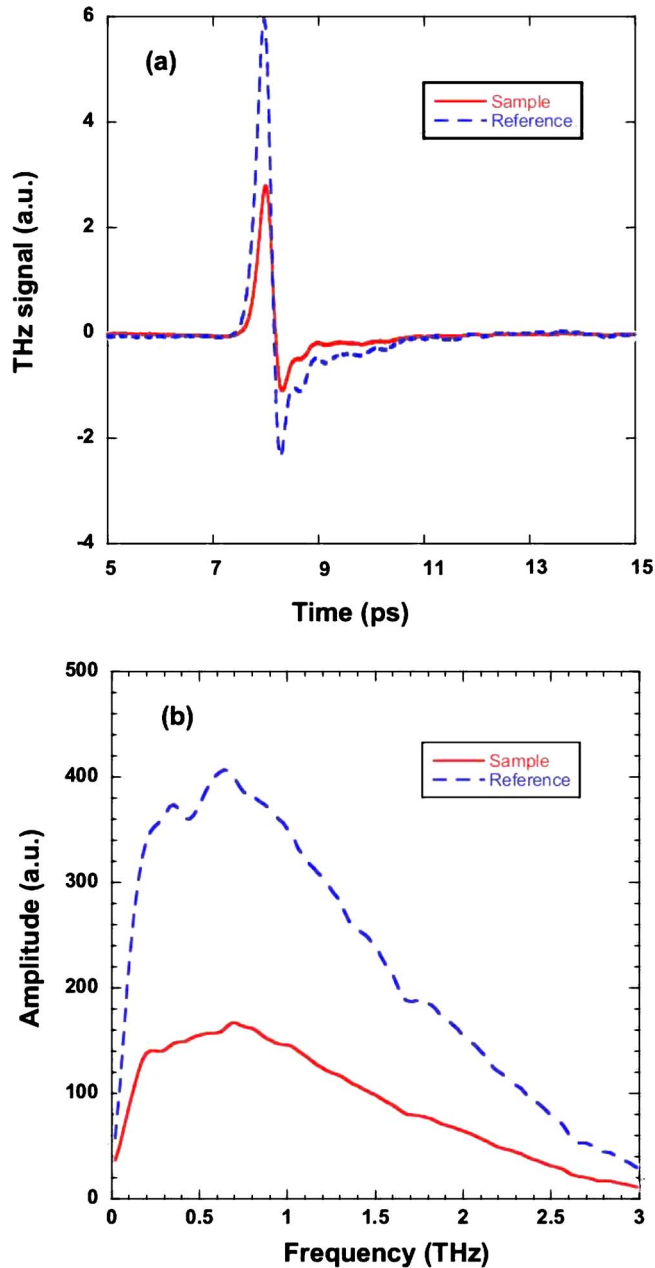 6
(a)
Sample
Reference
4
2
0
-2
-4
THz signal (a.u.)
5 7 9 11 13 15
Time (ps)
500
(b)
Sample
Reference
400
300
200
100
0
Amplitude (a.u.)
0 0.5 1 1.5 2 2.5 3
Frequency (THz)